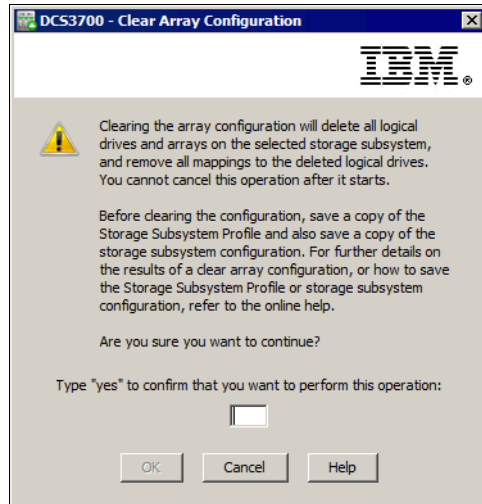 DCS3700 - Clear Array Configuration
IBM®
Clearing the array configuration will delete all logical
drives and arrays on the selected storage subsystem,
and remove all mappings to the deleted logical drives.
You cannot cancel this operation after it starts.
Before clearing the configuration, save a copy of the
Storage Subsystem Profile and also save a copy of the
storage subsystem configuration. For further details on
the results of a clear array configuration, or how to save
the Storage Subsystem Profile or storage subsystem
configuration, refer to the online help.
Are you sure you want to continue?
Type "yes" to confirm that you want to perform this operation:
OK Cancel Help